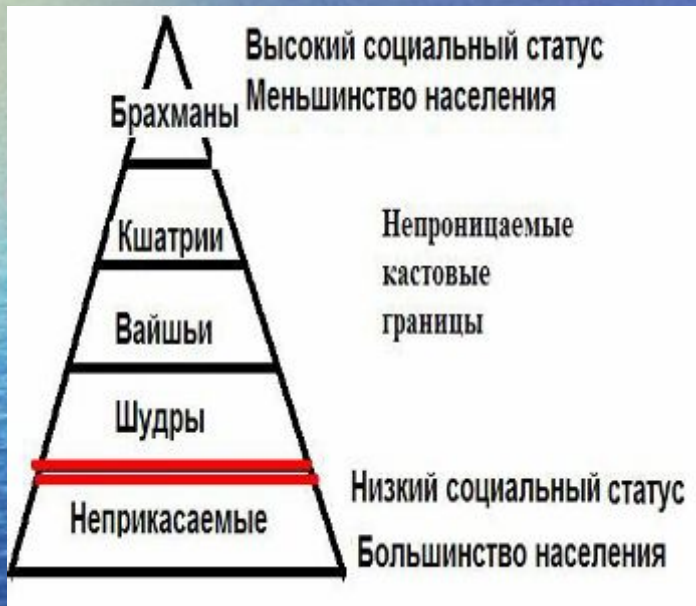 Высокий социальный статус
Меньшинство населения
Брахманы
Кшатрии
Непроницаемые
кастовые
границы
Вайшьи
Шудры
Низкий социальный статус
Неприкасаемые
Большинство населения